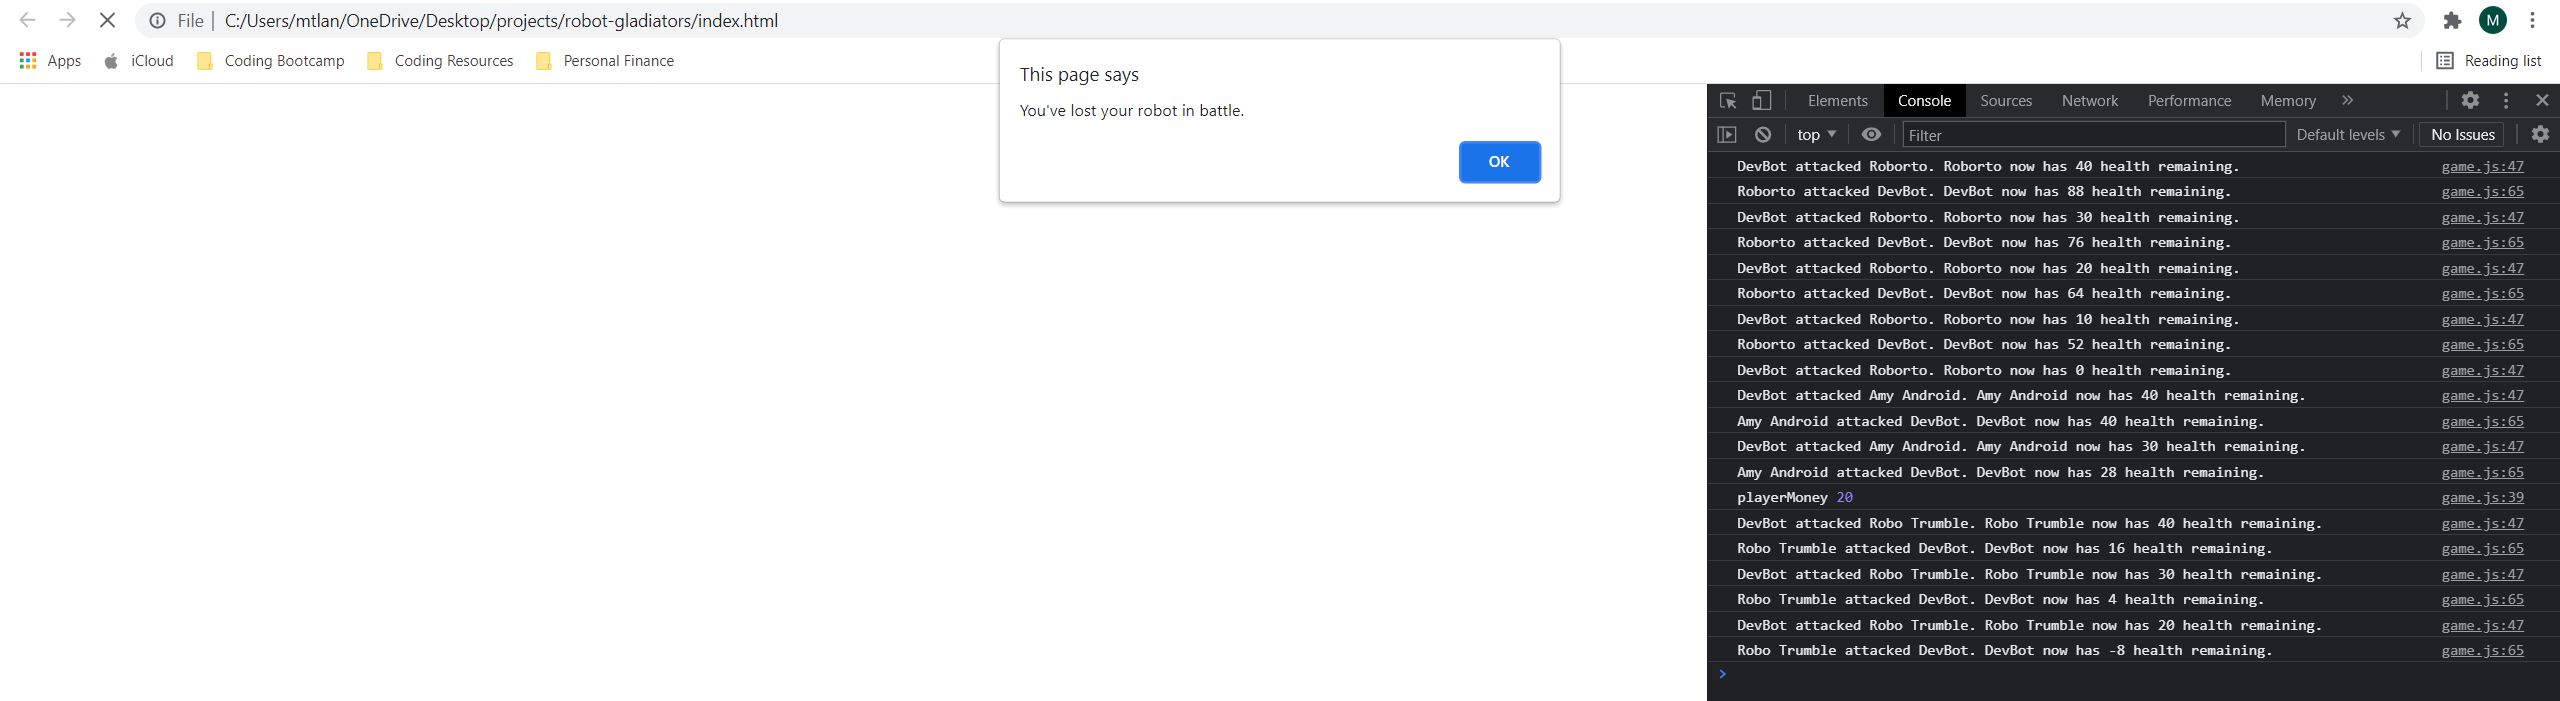 File | C:/Users/mtlan/OneDrive/Desktop/projects/robot-gladiators/index.html M
Apps iCloud Coding Bootcamp Coding Resources Personal Finance Reading list
This page says
You've lost your robot in battle.
OK
Elements Console Sources Network Performance Memory »
top Filter Default levels No Issues
DevBot attacked Roborto. Roborto now has 40 health remaining. game.js:47
Roborto attacked DevBot. DevBot now has 88 health remaining. game.js:65
DevBot attacked Roborto. Roborto now has 30 health remaining. game.js:47
Roborto attacked DevBot. DevBot now has 76 health remaining. game.js:65
DevBot attacked Roborto. Roborto now has 20 health remaining. game.js:47
Roborto attacked DevBot. DevBot now has 64 health remaining. game.js:65
DevBot attacked Roborto. Roborto now has 10 health remaining. game.js:47
Roborto attacked DevBot. DevBot now has 52 health remaining. game.js:65
DevBot attacked Roborto. Roborto now has 0 health remaining. game.js:47
DevBot attacked Amy Android. Amy Android now has 40 health remaining. game.js:47
Amy Android attacked DevBot. DevBot now has 40 health remaining. game.js:65
DevBot attacked Amy Android. Amy Android now has 30 health remaining. game.js:47
Amy Android attacked DevBot. DevBot now has 28 health remaining. game.js:65
playerMoney 20 game.js:39
DevBot attacked Robo Trumble. Robo Trumble now has 40 health remaining. game.js:47
Robo Trumble attacked DevBot. DevBot now has 16 health remaining. game.js:65
DevBot attacked Robo Trumble. Robo Trumble now has 30 health remaining. game.js:47
Robo Trumble attacked DevBot. DevBot now has 4 health remaining. game.js:65
DevBot attacked Robo Trumble. Robo Trumble now has 20 health remaining. game.js:47
Robo Trumble attacked DevBot. DevBot now has -8 health remaining. game.js:65